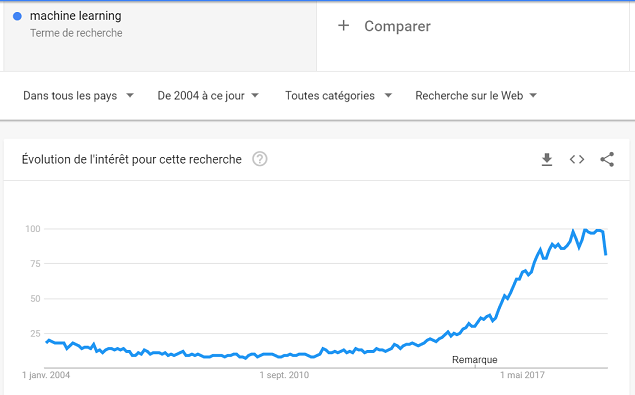 machine learning
Terme de recherche
+ Comparer
Dans tous les pays
De 2004 à ce jour
Toutes catégories
Recherche sur le Web
Évolution de l'intérêt pour cette recherche ?
100
75
50
25
Remarque
1 janv. 2004
1 sept. 2010
1 mai 2017